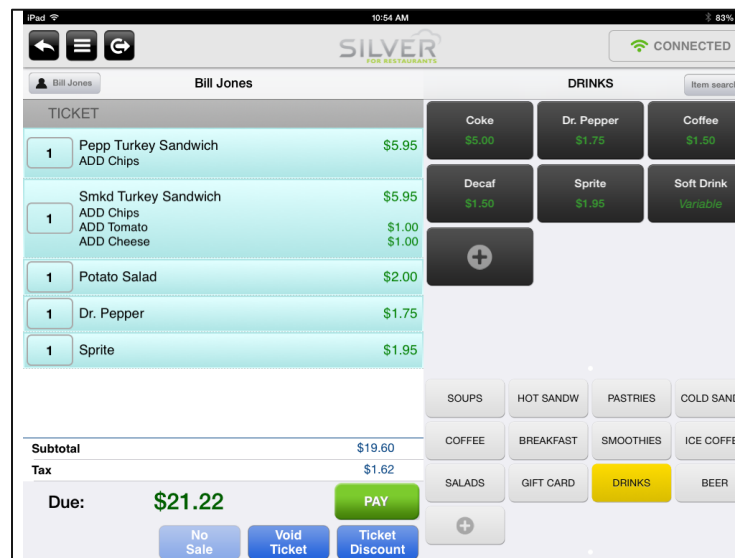 iPad
10:54 AM
83%
SILVER
FOR RESTAURANTS
CONNECTED
Bill Jones
Bill Jones
DRINKS
Item search
TICKET
1 Pepp Turkey Sandwich $5.95
ADD Chips
1 Smkd Turkey Sandwich $5.95
ADD Chips
ADD Tomato $1.00
ADD Cheese $1.00
1 Potato Salad $2.00
1 Dr. Pepper $1.75
1 Sprite $1.95
Subtotal $19.60
Tax $1.62
Due: $21.22
PAY
No Sale
Void Ticket
Ticket Discount
Coke $5.00
Dr. Pepper $1.75
Coffee $1.50
Decaf $1.50
Sprite $1.95
Soft Drink Variable
SOUPS
HOT SANDW
PASTRIES
COLD SAND
COFFEE
BREAKFAST
SMOOTHIES
ICE COFFE
SALADS
GIFT CARD
DRINKS
BEER